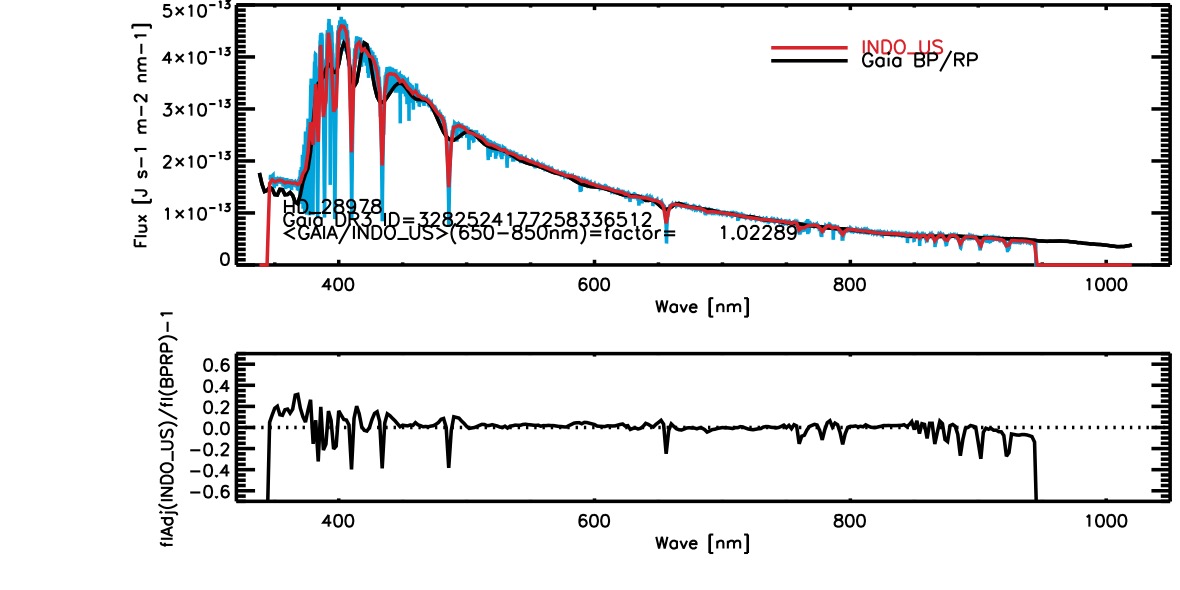 5×10−13
4×10−13
3×10−13
2×10−13
1×10−13
0
Flux [J s−1 m−2 nm−1]
INDO_US
Gaia BP/RP
HD_28978
Gaia DR3 ID=3282524177258336512
<GAIA/INDO_US>(650−850nm)=factor= 1.02289
400 600 800 1000
Wave [nm]
flAdj(INDO_US)/fl(BPRP)−1
0.6
0.4
0.2
0.0
−0.2
−0.4
−0.6
400 600 800 1000
Wave [nm]